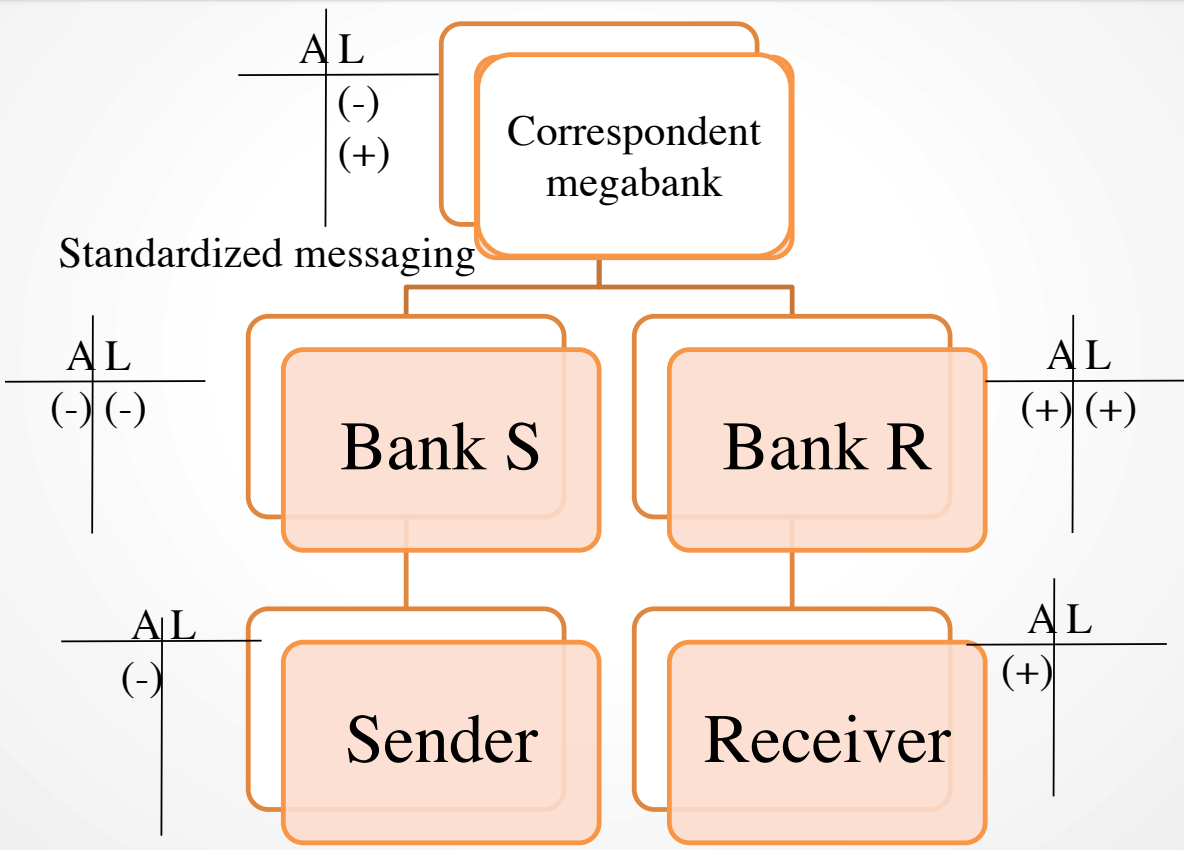 A L
(-)
(+)
Correspondent
megabank
Standardized messaging
A L
(-) (-)
Bank S
Bank R
A L
(+) (+)
A L
(-)
Sender
Receiver
A L
(+)